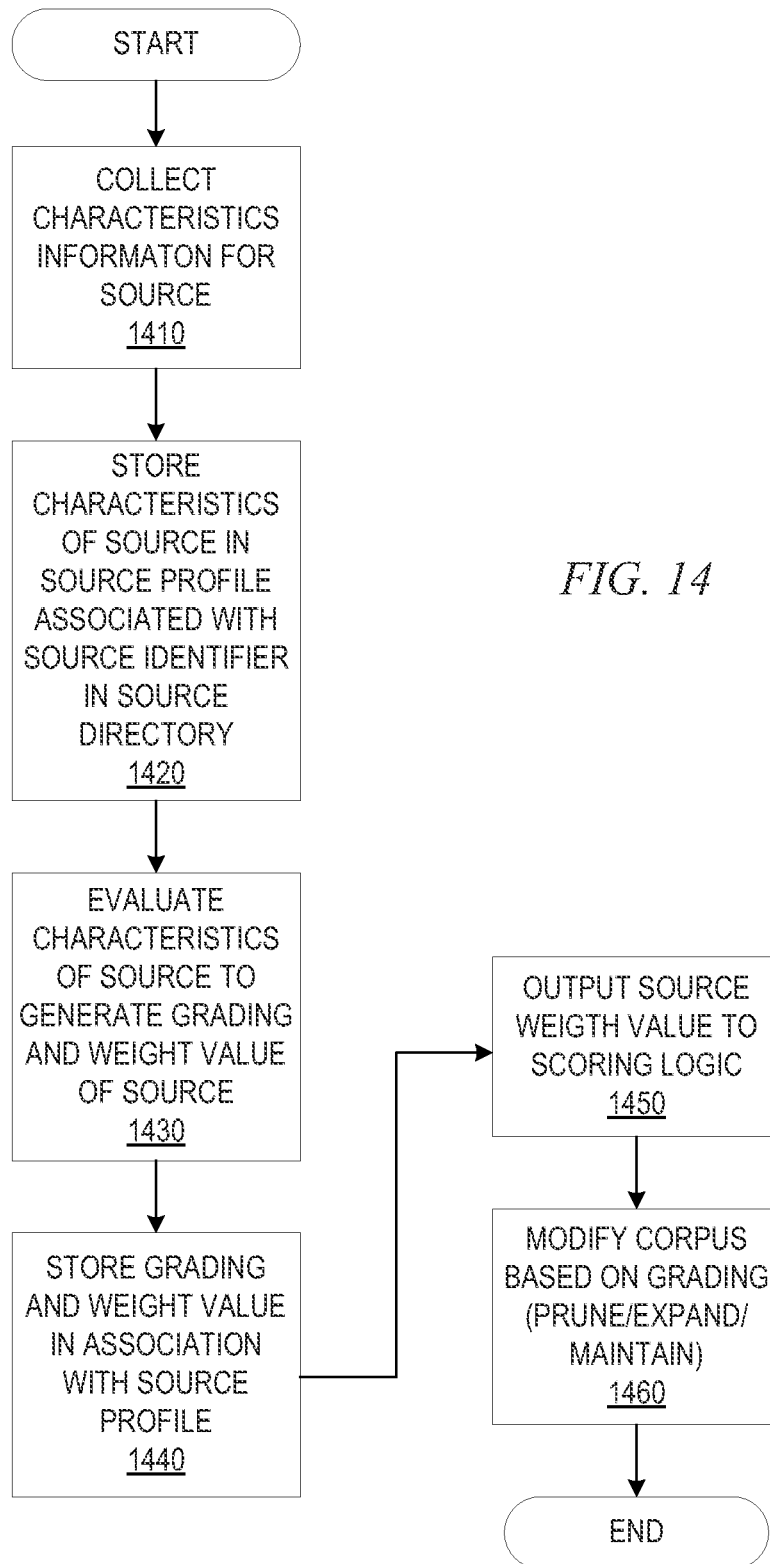 START
COLLECT
CHARACTERISTICS
INFORMATON FOR
SOURCE
1410
STORE
CHARACTERISTICS
OF SOURCE IN
SOURCE PROFILE
ASSOCIATED WITH
SOURCE IDENTIFIER
IN SOURCE
DIRECTORY
1420
FIG. 14
EVALUATE
CHARACTERISTICS
OF SOURCE TO
GENERATE GRADING
AND WEIGHT VALUE
OF SOURCE
1430
STORE GRADING
AND WEIGHT VALUE
IN ASSOCIATION
WITH SOURCE
PROFILE
1440
OUTPUT SOURCE
WEIGTH VALUE TO
SCORING LOGIC
1450
MODIFY CORPUS
BASED ON GRADING
(PRUNE/EXPAND/
MAINTAIN)
1460
END